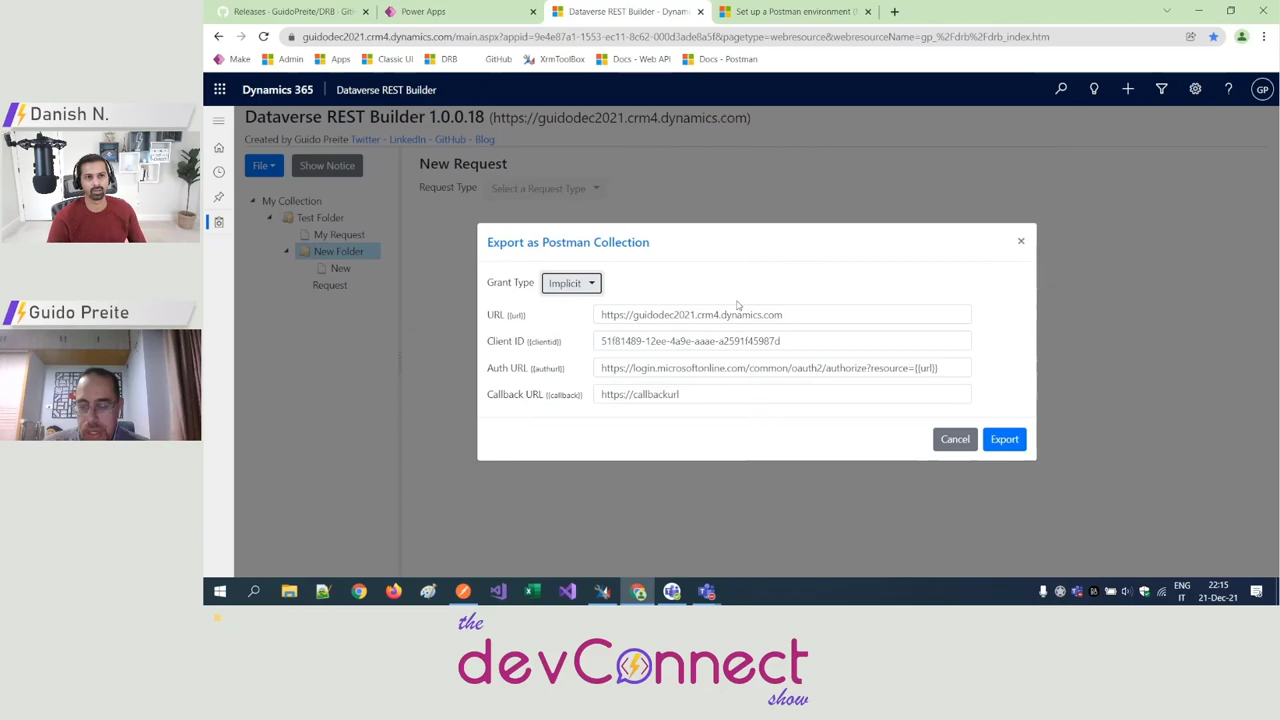 Releases - GuidoPreite/DRB · Git
Power Apps
Dataverse REST Builder - Dynam
Set up a Postman environment (
guidodec2021.crm4.dynamics.com/main.aspx?appid=9e4e87a1-1553-ec11-8c62-000d3ade8a5f&pagetype=webresource&webresourceName=gp_%2Fdrb%2Fdrb_index.htm
Make Admin Apps Classic UI DRB GitHub XrmToolBox Docs - Web API Docs - Postman
Dynamics 365 Dataverse REST Builder GP
Danish N.
Dataverse REST Builder 1.0.0.18 (https://guidodec2021.crm4.dynamics.com)
Created by Guido Preite Twitter - LinkedIn - GitHub - Blog
File Show Notice
New Request
Request Type Select a Request Type
My Collection
Test Folder
My Request
New Folder
New
Request
Export as Postman Collection
Grant Type Implicit
URL {{url}} https://guidodec2021.crm4.dynamics.com
Client ID {{clientid}} 51f81489-12ee-4a9e-aaae-a2591f45987d
Auth URL {{authurl}} https://login.microsoftonline.com/common/oauth2/authorize?resource={{url}}
Callback URL {{callback}} https://callbackurl
Cancel Export
Guido Preite
ENG
IT
22:15
21-Dec-21
the
devConnect
show